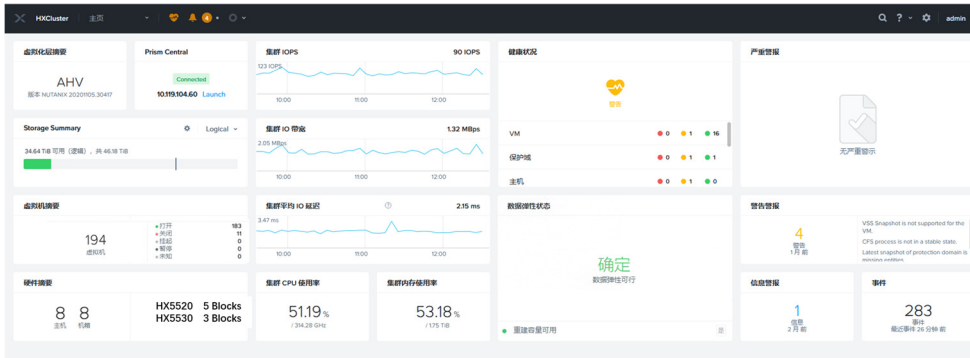 HXCluster 主页 4 ? admin
虚拟化层摘要
AHV
版本 NUTANIX 20201105.30417
Prism Central
Connected
10.119.104.60 Launch
Storage Summary Logical
34.64 TiB 可用（逻辑），共 46.18 TiB
虚拟机摘要
194
虚拟机
打开 183
关闭 11
挂起 0
暂停 0
未知 0
硬件摘要
8 8
主机 机箱
HX5520 5 Blocks
HX5530 3 Blocks
集群 IOPS 90 IOPS
123 IOPS
10:00 11:00 12:00
集群 IO 带宽 1.32 MBps
2.05 MBps
10:00 11:00 12:00
集群平均 IO 延迟 2.15 ms
3.47 ms
10:00 11:00 12:00
集群 CPU 使用率
51.19 %
/ 314.28 GHz
集群内存使用率
53.18 %
/ 1.75 TiB
健康状况
警告
VM 0 1 16
保护域 0 1 1
主机 0 1 0
数据弹性状态
确定
数据弹性可行
重建容量可用
严重警报
无严重警示
警告警报
4
警告
1 月 前
VSS Snapshot is not supported for the
VM.
CFS process is not in a stable state.
Latest snapshot of protection domain is
missing entities.
信息警报
1
信息
2 月 前
事件
283
事件
最近事件 26 分钟 前